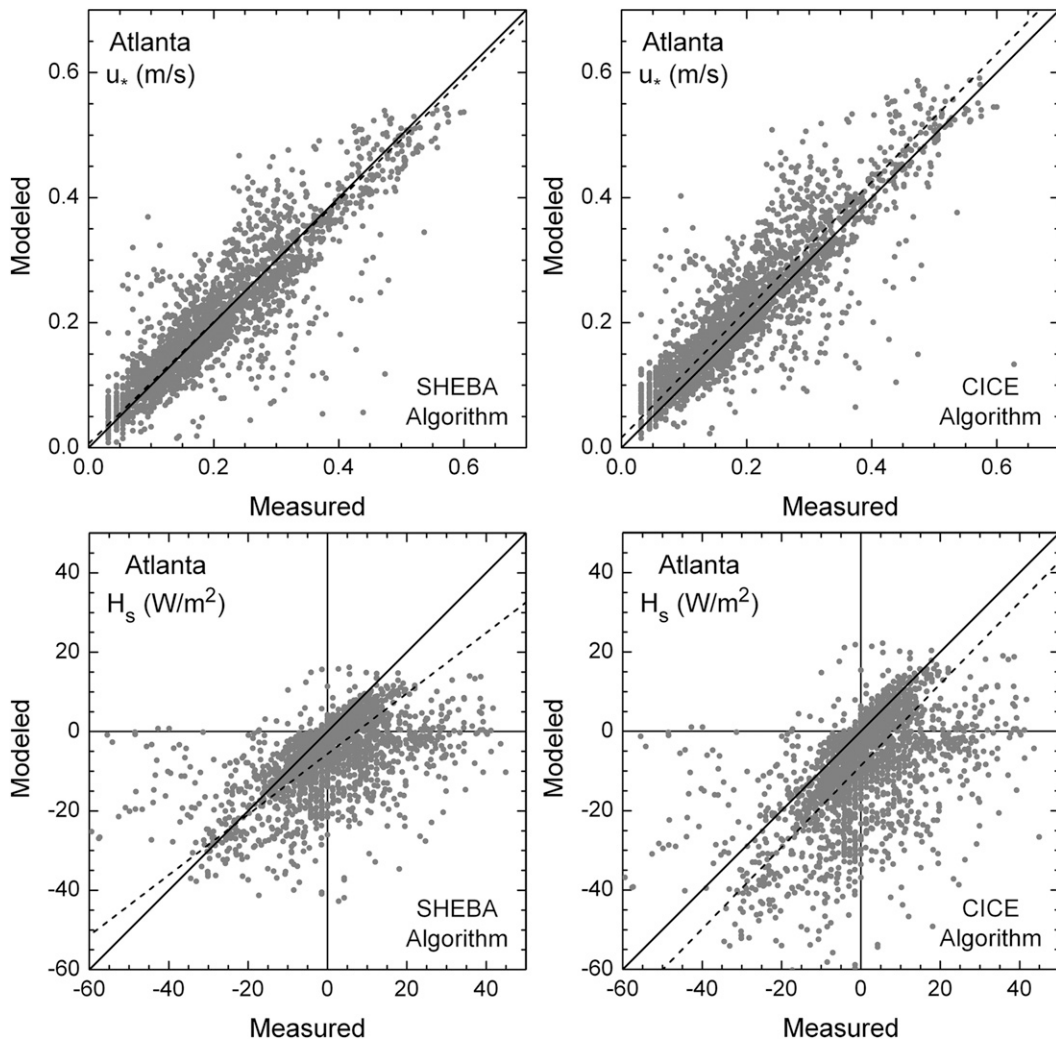 Atlanta
u* (m/s)
0.6
0.4
0.2
0.0
Modeled
SHEBA
Algorithm
0.0 0.2 0.4 0.6
Measured
Atlanta
u* (m/s)
0.6
0.4
0.2
0.0
Modeled
CICE
Algorithm
0.0 0.2 0.4 0.6
Measured
Atlanta
Hs (W/m²)
40
20
0
-20
-40
-60
Modeled
SHEBA
Algorithm
-60 -40 -20 0 20 40
Measured
Atlanta
Hs (W/m²)
40
20
0
-20
-40
-60
Modeled
CICE
Algorithm
-60 -40 -20 0 20 40
Measured